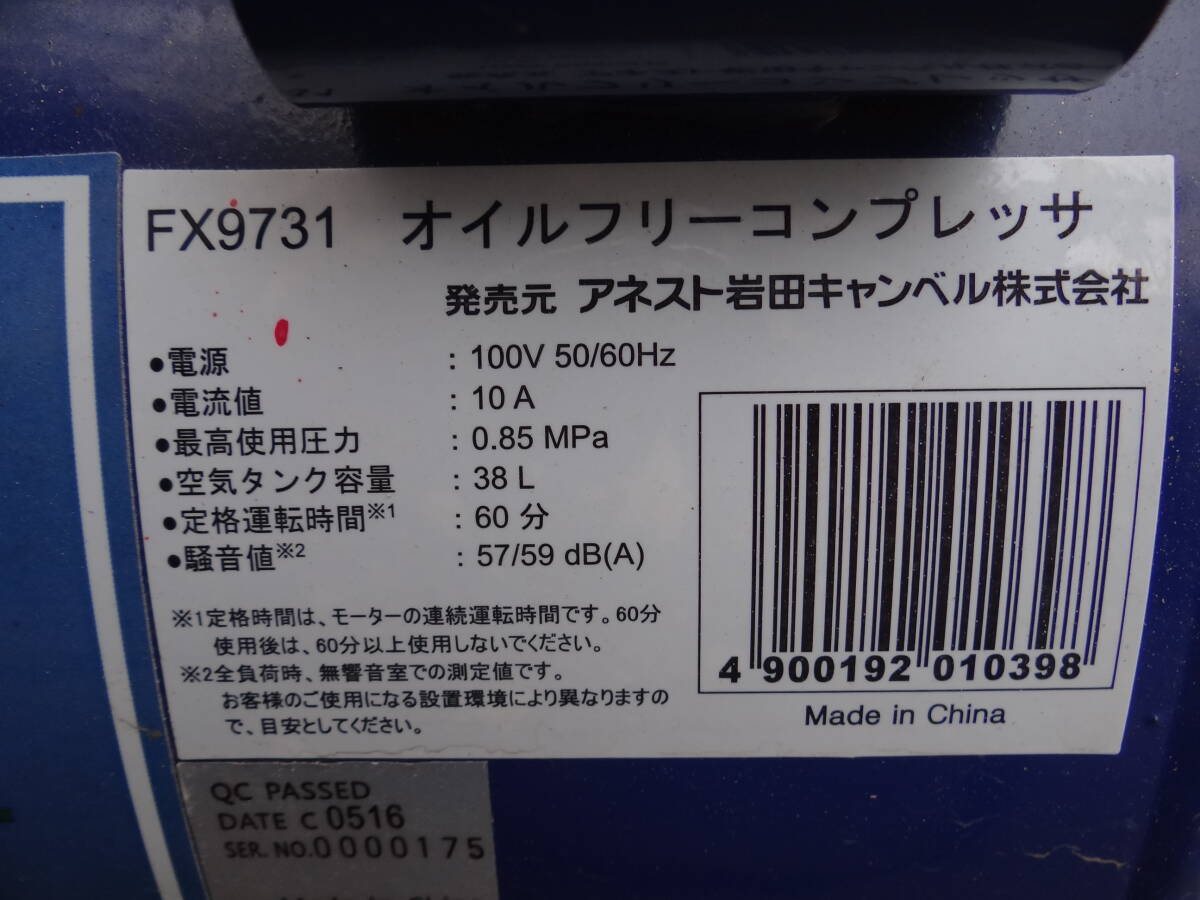 FX9731 オイルフリーコンプレッサ
発売元 アネスト岩田キャンベル株式会社
●電源 : 100V 50/60Hz
●電流値 : 10 A
●最高使用圧力 : 0.85 MPa
●空気タンク容量 : 38 L
●定格運転時間※1 : 60 分
●騒音値※2 : 57/59 dB(A)
※1定格時間は、モーターの連続運転時間です。60分
使用後は、60分以上使用しないでください。
※2全負荷時、無響音室での測定値です。
お客様のご使用になる設置環境により異なりますの
で、目安としてください。
4 900192 010398
Made in China
QC PASSED
DATE C 0516
SER. NO.0000175